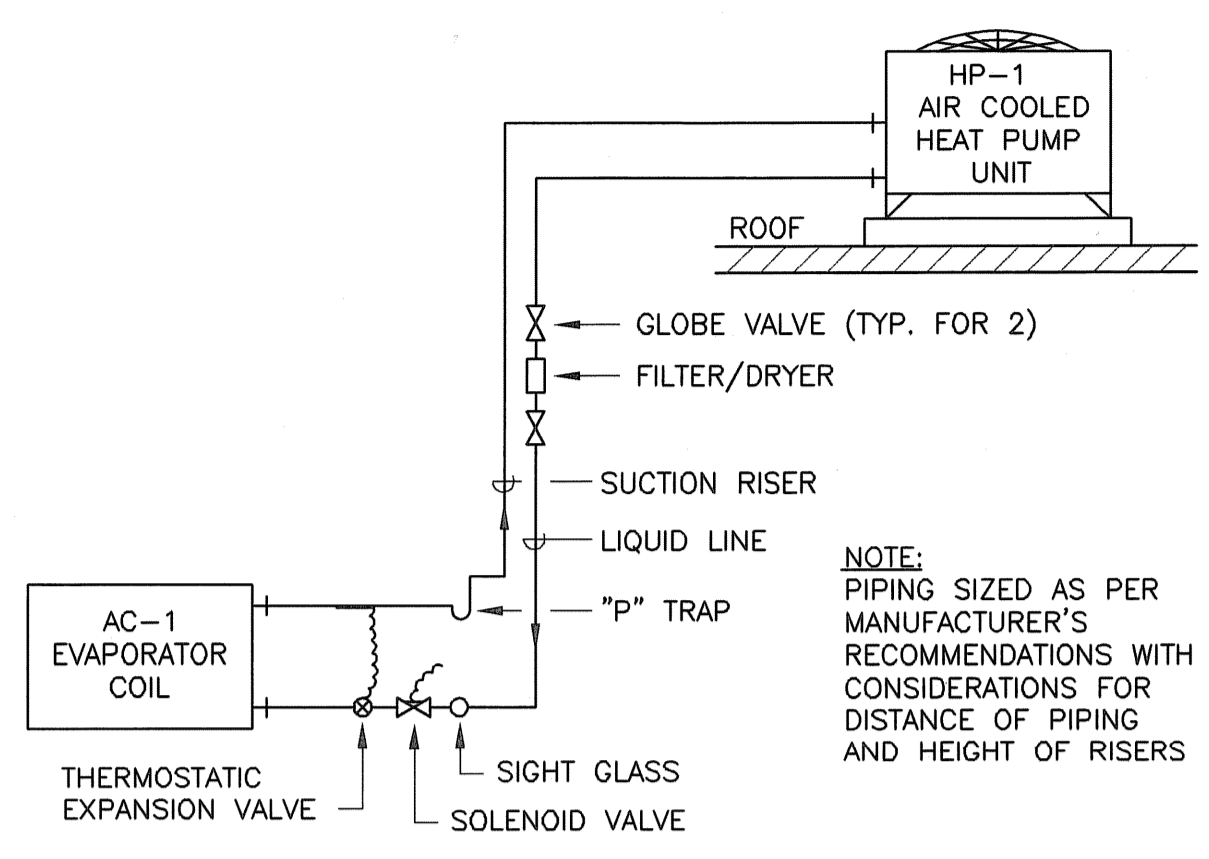 HP-1
AIR COOLED
HEAT PUMP
UNIT
ROOF
GLOBE VALVE (TYP. FOR 2)
FILTER/DRYER
SUCTION RISER
LIQUID LINE
"P" TRAP
AC-1
EVAPORATOR
COIL
THERMOSTATIC
EXPANSION VALVE
SIGHT GLASS
SOLENOID VALVE
NOTE:
PIPING SIZED AS PER
MANUFACTURER'S
RECOMMENDATIONS WITH
CONSIDERATIONS FOR
DISTANCE OF PIPING
AND HEIGHT OF RISERS